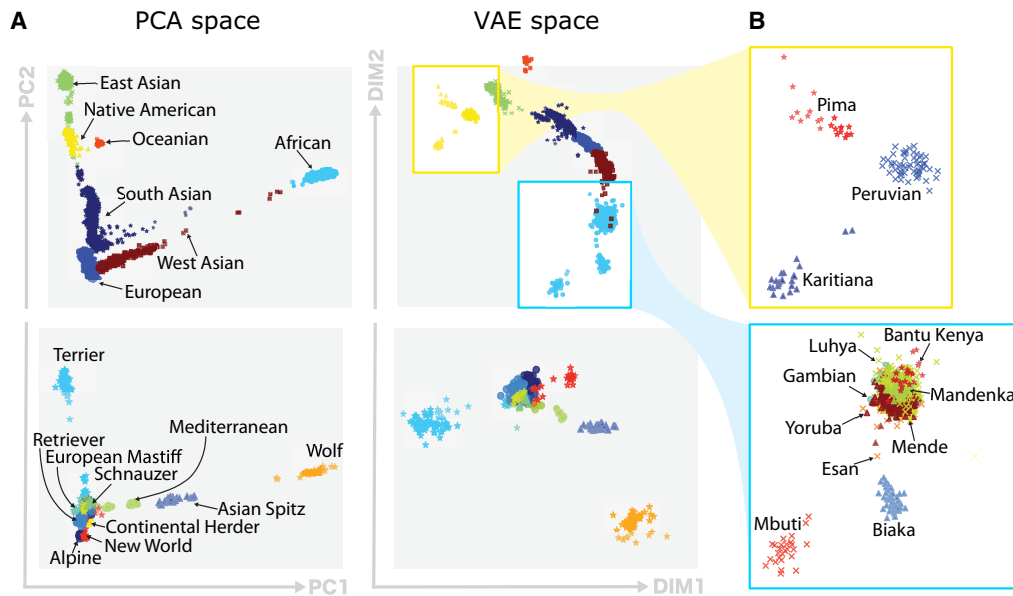 A
PCA space
VAE space
B
PC2
East Asian
Native American
Oceanian
African
South Asian
West Asian
European
DIM2
Pima
Peruvian
Karitiana
Terrier
Retriever
European Mastiff
Schnauzer
Mediterranean
Wolf
Asian Spitz
Continental Herder
New World
Alpine
PC1
DIM1
Luhya
Bantu Kenya
Gambian
Mandenka
Yoruba
Mende
Esan
Mbuti
Biaka